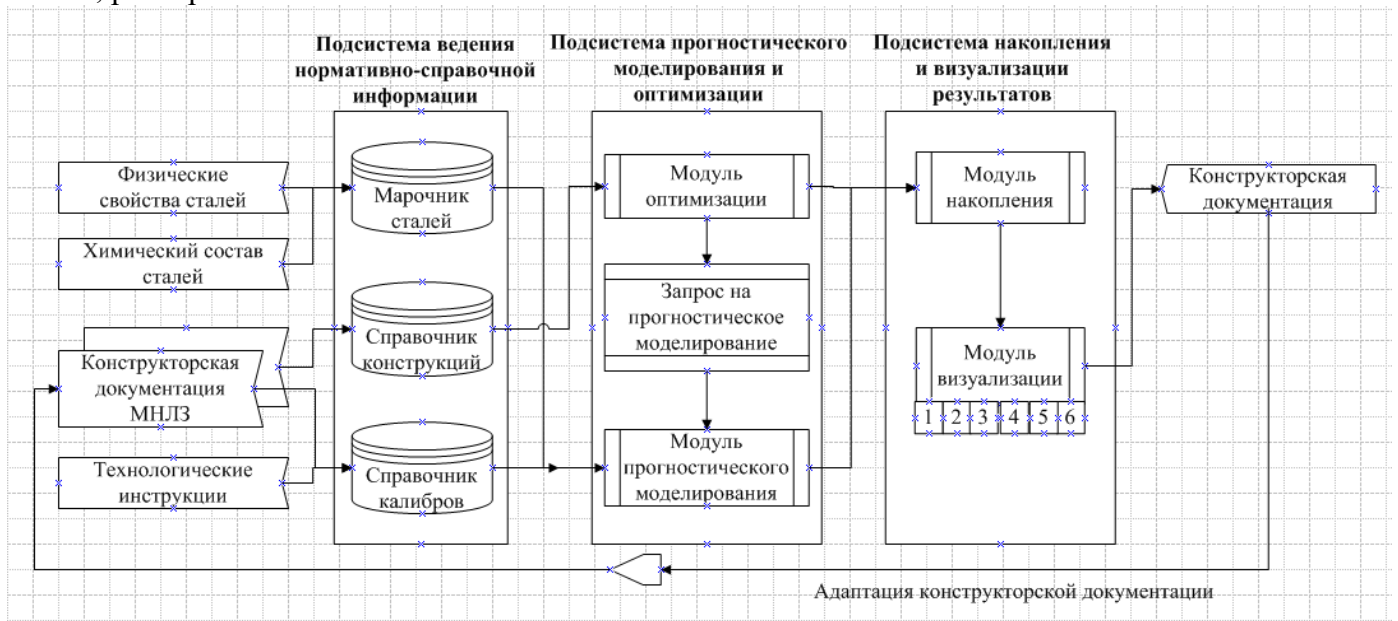 Подсистема ведения
нормативно-справочной
информации
Подсистема прогностического
моделирования и
оптимизации
Подсистема накопления
и визуализации
результатов
Физические
свойства сталей
Химический состав
сталей
Конструкторская
документация
МНЛЗ
Технологические
инструкции
Марочник
сталей
Справочник
конструкций
Справочник
калибров
Модуль
оптимизации
Запрос на
прогностическое
моделирование
Модуль
прогностического
моделирования
Модуль
накопления
Модуль
визуализации
1 2 3 4 5 6
Конструкторская
документация
Адаптация конструкторской документации